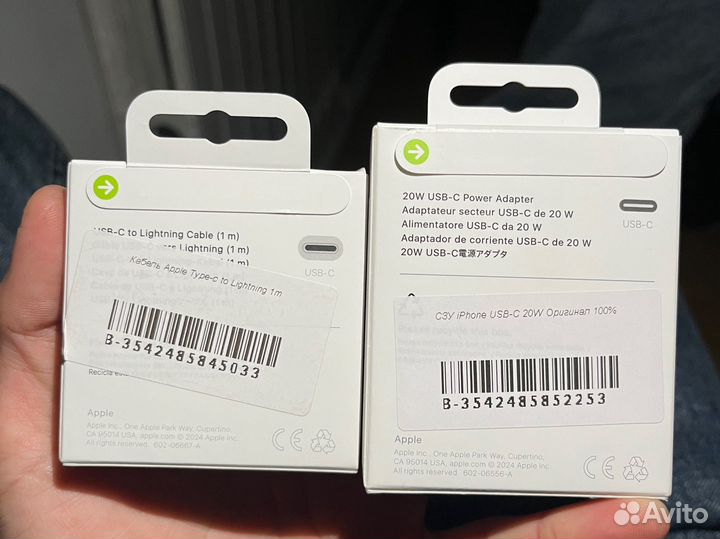 USB-C to Lightning Cable (1 m)
USB-C
Кабель Apple Type-c to Lightning 1m
B-3542485845033
Apple
Apple Inc., One Apple Park Way, Cupertino,
CA 95014 USA, apple.com © 2024 Apple Inc.
All rights reserved. 602-06667-A
20W USB-C Power Adapter
Adaptateur secteur USB-C de 20 W
Alimentatore USB-C da 20 W
Adaptador de corriente USB-C de 20 W
20W USB-C電源アダプタ
USB-C
СЗУ iPhone USB-C 20W Оригинал 100%
B-3542485852253
Apple
Apple Inc., One Apple Park Way, Cupertino,
CA 95014 USA, apple.com © 2024 Apple Inc.
All rights reserved. 602-06556-A
Avito